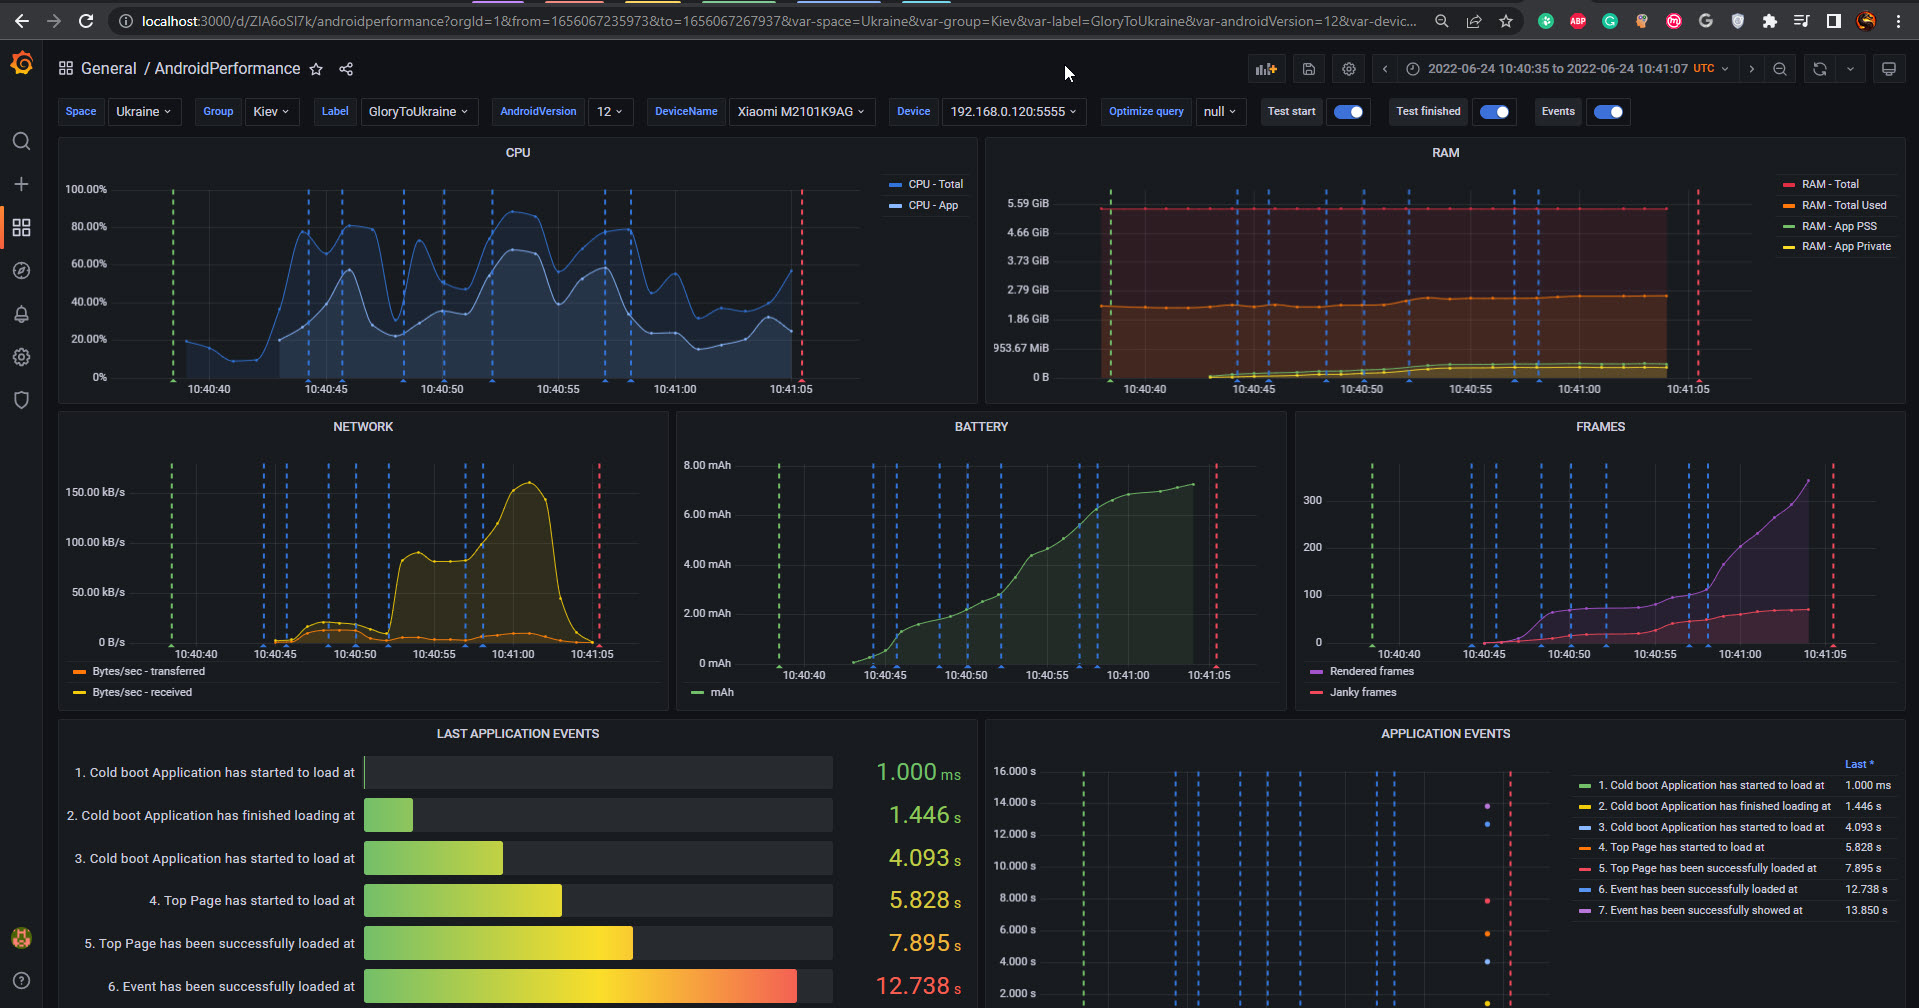 localhost:3000/d/ZIA6oSI7k/androidperformance?orgId=1&from=1656067235973&to=1656067267937&var-space=Ukraine&var-group=Kiev&var-label=GloryToUkraine&var-androidVersion=12&var-devic...
ABP
General / AndroidPerformance
2022-06-24 10:40:35 to 2022-06-24 10:41:07 UTC
Space Ukraine Group Kiev Label GloryToUkraine AndroidVersion 12 DeviceName Xiaomi M2101K9AG Device 192.168.0.120:5555 Optimize query null Test start Test finished Events
CPU
100.00%
80.00%
60.00%
40.00%
20.00%
0%
10:40:40 10:40:45 10:40:50 10:40:55 10:41:00 10:41:05
CPU - Total
CPU - App
RAM
5.59 GiB
4.66 GiB
3.73 GiB
2.79 GiB
1.86 GiB
953.67 MiB
0 B
10:40:40 10:40:45 10:40:50 10:40:55 10:41:00 10:41:05
RAM - Total
RAM - Total Used
RAM - App PSS
RAM - App Private
NETWORK
150.00 kB/s
100.00 kB/s
50.00 kB/s
0 B/s
10:40:40 10:40:45 10:40:50 10:40:55 10:41:00 10:41:05
Bytes/sec - transferred
Bytes/sec - received
BATTERY
8.00 mAh
6.00 mAh
4.00 mAh
2.00 mAh
0 mAh
10:40:40 10:40:45 10:40:50 10:40:55 10:41:00 10:41:05
mAh
FRAMES
300
200
100
0
10:40:40 10:40:45 10:40:50 10:40:55 10:41:00 10:41:05
Rendered frames
Janky frames
LAST APPLICATION EVENTS
1. Cold boot Application has started to load at 1.000 ms
2. Cold boot Application has finished loading at 1.446 s
3. Cold boot Application has started to load at 4.093 s
4. Top Page has started to load at 5.828 s
5. Top Page has been successfully loaded at 7.895 s
6. Event has been successfully loaded at 12.738 s
APPLICATION EVENTS
16.000 s
14.000 s
12.000 s
10.000 s
8.000 s
6.000 s
4.000 s
2.000 s
Last *
1. Cold boot Application has started to load at 1.000 ms
2. Cold boot Application has finished loading at 1.446 s
3. Cold boot Application has started to load at 4.093 s
4. Top Page has started to load at 5.828 s
5. Top Page has been successfully loaded at 7.895 s
6. Event has been successfully loaded at 12.738 s
7. Event has been successfully showed at 13.850 s